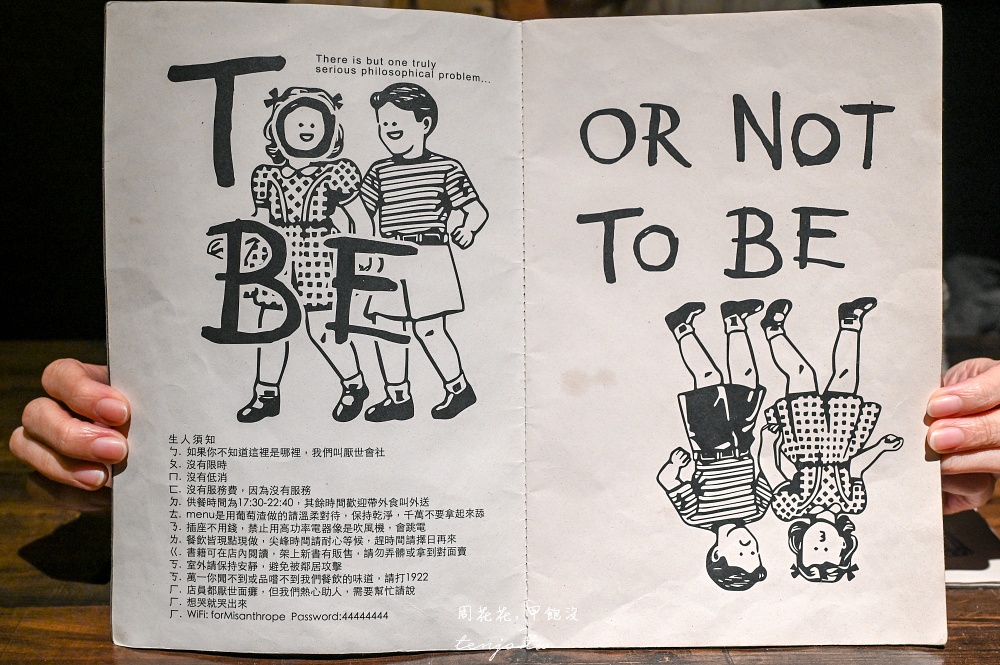 TO
There is but one truly
serious philosophical problem...
BE
生人須知
ㄅ. 如果你不知道這裡是哪裡，我們叫厭世會社
ㄆ. 沒有限時
ㄇ. 沒有低消
ㄈ. 沒有服務費，因為沒有服務
ㄉ. 供餐時間為17:30-22:40，其餘時間歡迎帶外食叫外送
ㄊ. menu是用葡萄渣做的請溫柔對待，保持乾淨，千萬不要拿起來舔
ㄋ. 插座不用錢，禁止用高功率電器像是吹風機，會跳電
ㄌ. 餐飲皆現點現做，尖峰時間請耐心等候，趕時間請擇日再來
ㄍ. 書籍可在店內閱讀，架上新書有販售，請勿弄髒或拿到對面賣
ㄎ. 室外請保持安靜，避免被鄰居攻擊
ㄎ. 萬一你聞不到或品嚐不到我們餐飲的味道，請打1922
ㄏ. 店員都厭世面癱，但我們熱心助人，需要幫忙請說
ㄏ. 想哭就哭出來
ㄏ. WiFi: forMisanthrope Password:44444444
OR NOT
TO BE
周花花，甲飽沒